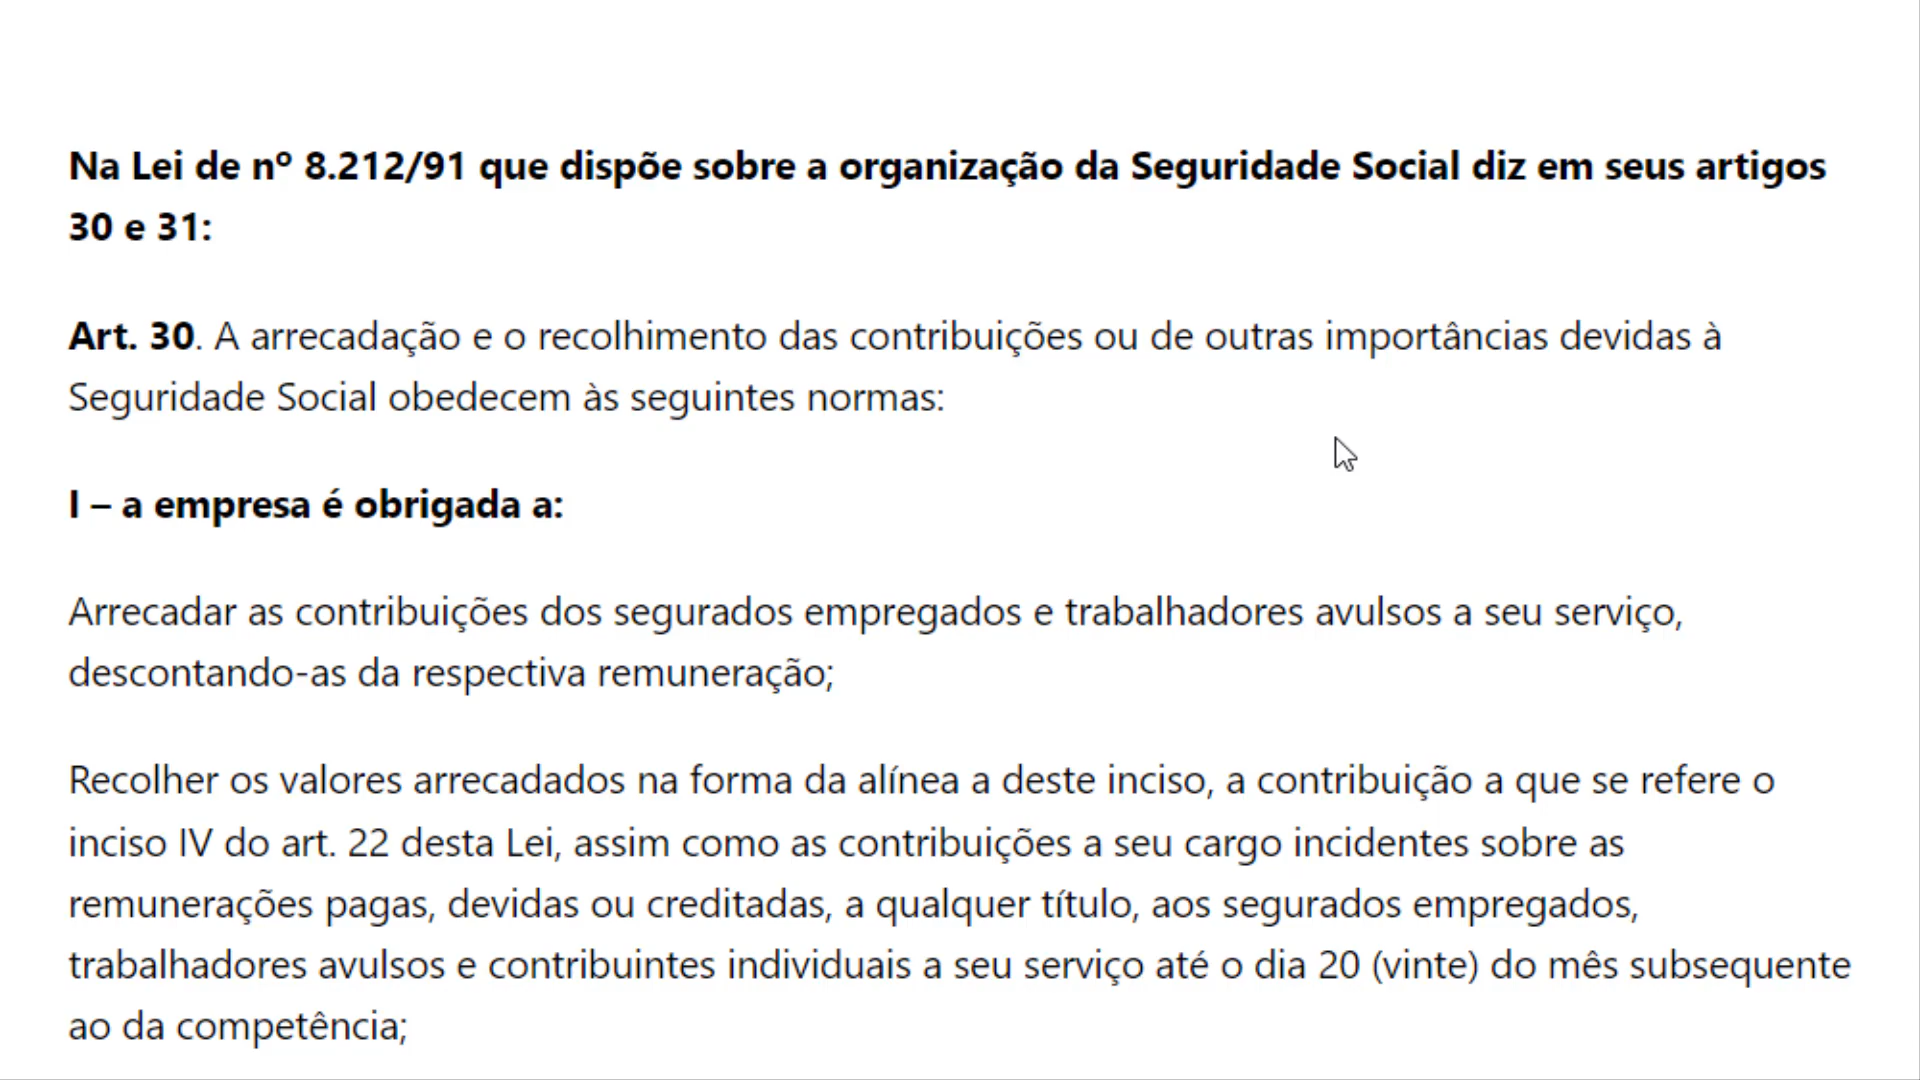 Na Lei de nº 8.212/91 que dispõe sobre a organização da Seguridade Social diz em seus artigos
30 e 31:
Art. 30. A arrecadação e o recolhimento das contribuições ou de outras importâncias devidas à
Seguridade Social obedecem às seguintes normas:
I – a empresa é obrigada a:
Arrecadar as contribuições dos segurados empregados e trabalhadores avulsos a seu serviço,
descontando-as da respectiva remuneração;
Recolher os valores arrecadados na forma da alínea a deste inciso, a contribuição a que se refere o
inciso IV do art. 22 desta Lei, assim como as contribuições a seu cargo incidentes sobre as
remunerações pagas, devidas ou creditadas, a qualquer título, aos segurados empregados,
trabalhadores avulsos e contribuintes individuais a seu serviço até o dia 20 (vinte) do mês subsequente
ao da competência;